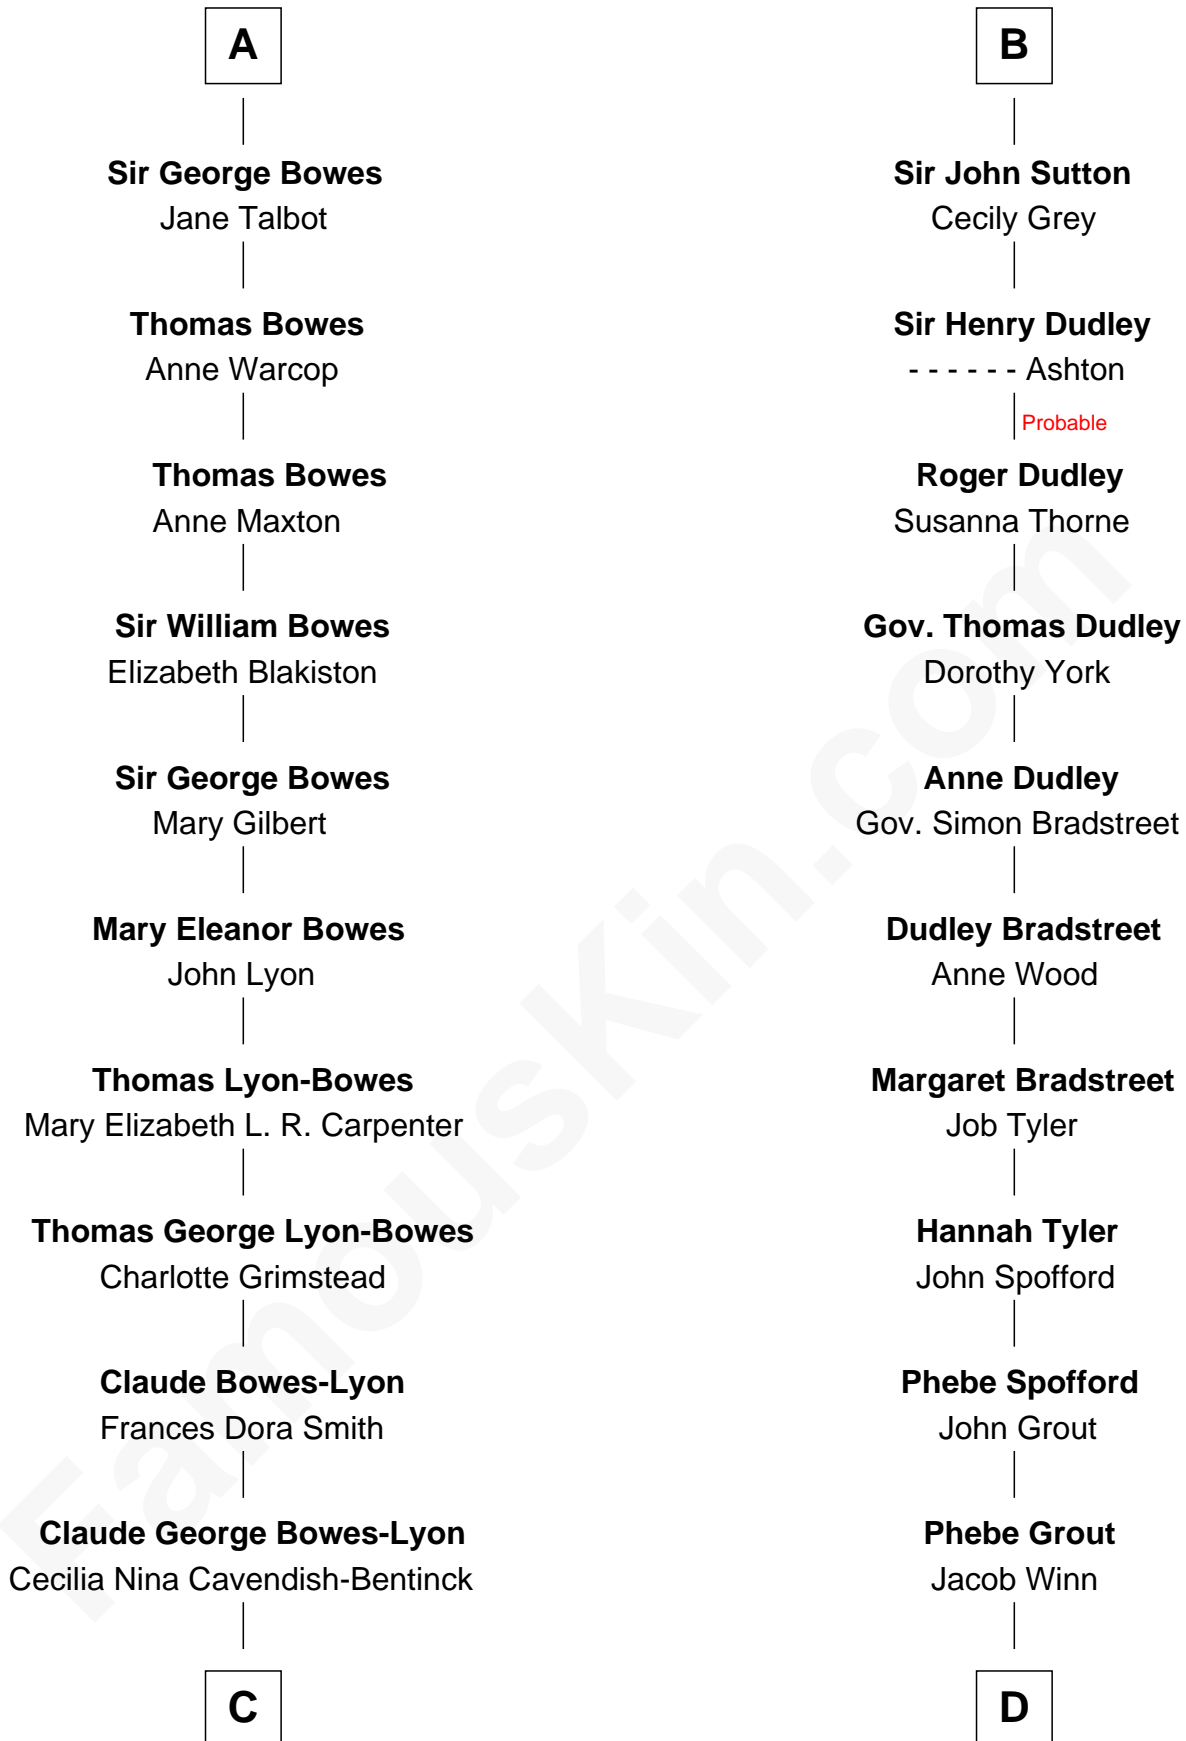 A
Sir George Bowes
Jane Talbot
Thomas Bowes
Anne Warcop
Thomas Bowes
Anne Maxton
Sir William Bowes
Elizabeth Blakiston
Sir George Bowes
Mary Gilbert
Mary Eleanor Bowes
John Lyon
Thomas Lyon-Bowes
Mary Elizabeth L. R. Carpenter
Thomas George Lyon-Bowes
Charlotte Grimstead
Claude Bowes-Lyon
Frances Dora Smith
Claude George Bowes-Lyon
Cecilia Nina Cavendish-Bentinck
C
B
Sir John Sutton
Cecily Grey
Sir Henry Dudley
- - - - - - Ashton
Probable
Roger Dudley
Susanna Thorne
Gov. Thomas Dudley
Dorothy York
Anne Dudley
Gov. Simon Bradstreet
Dudley Bradstreet
Anne Wood
Margaret Bradstreet
Job Tyler
Hannah Tyler
John Spofford
Phebe Spofford
John Grout
Phebe Grout
Jacob Winn
D
FamousKin.com